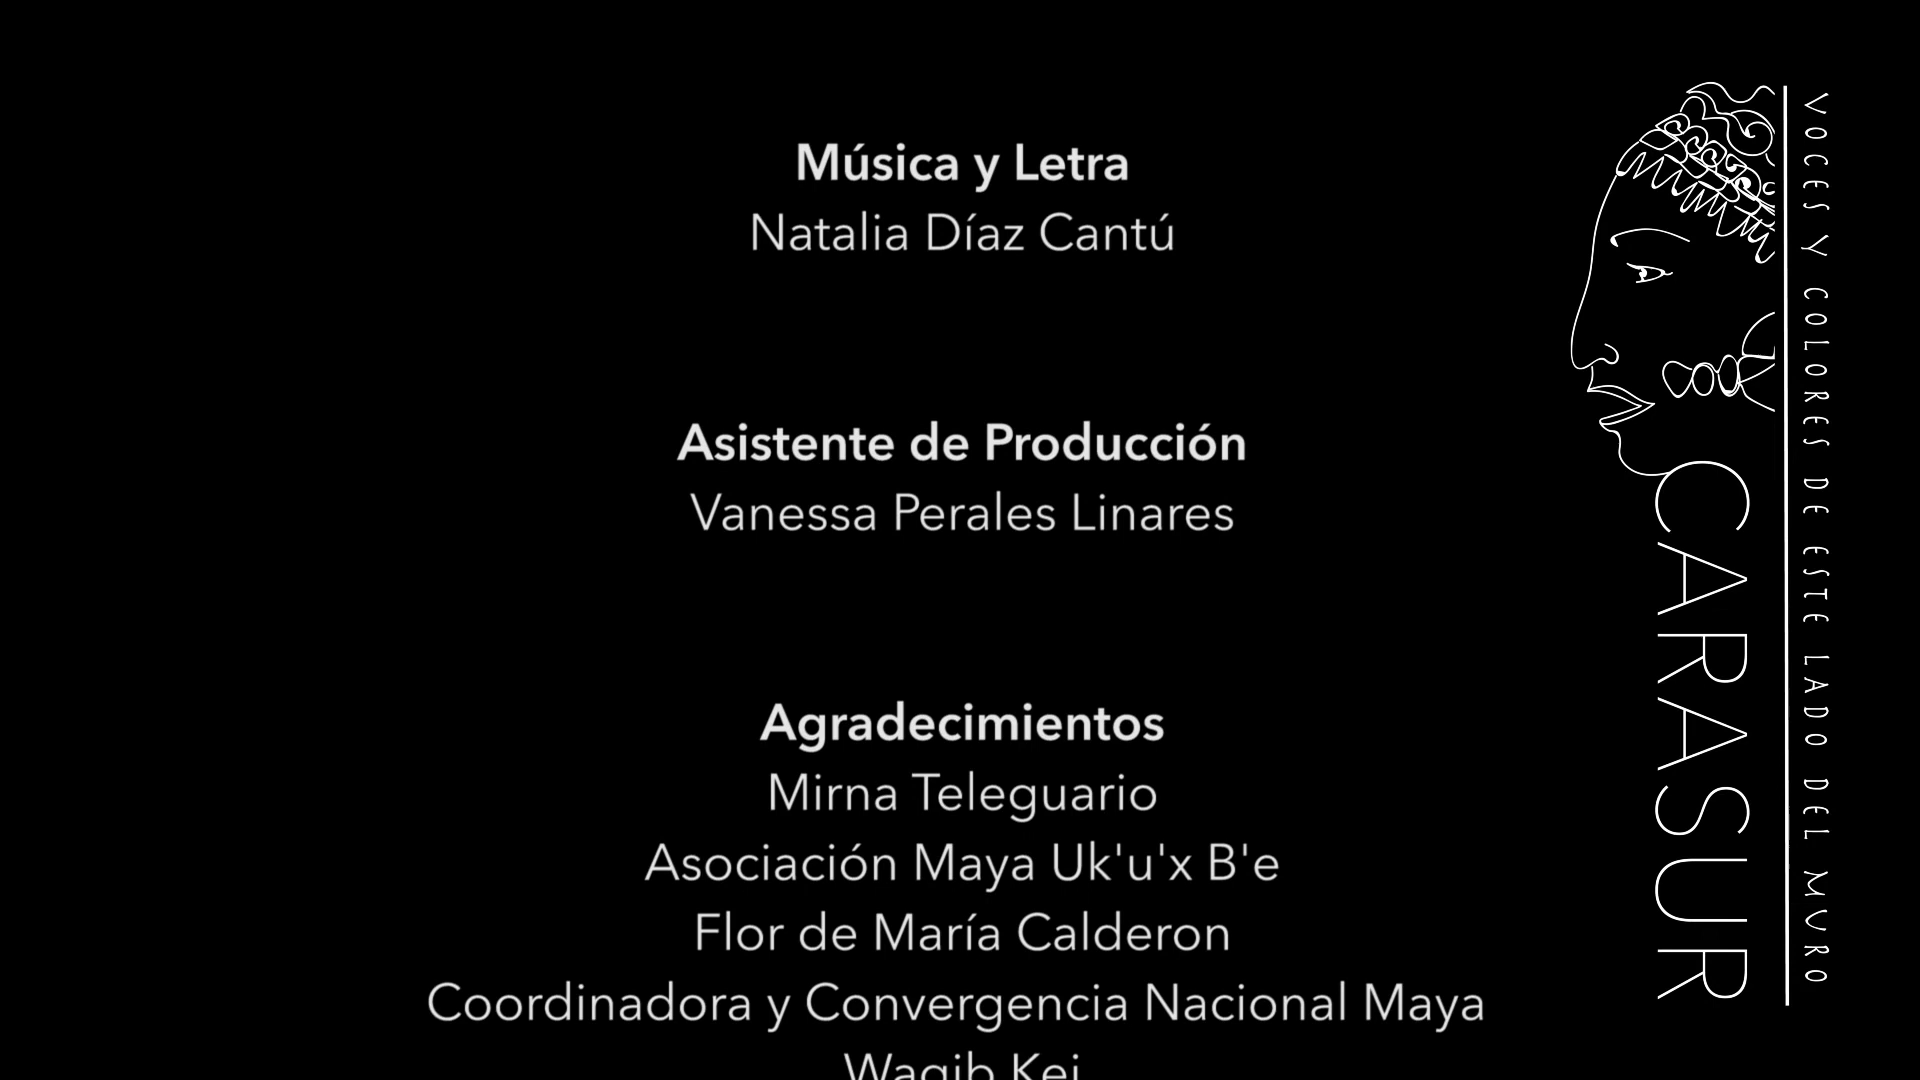 Música y Letra
Natalia Díaz Cantú
Asistente de Producción
Vanessa Perales Linares
Agradecimientos
Mirna Teleguario
Asociación Maya Uk'u'x B'e
Flor de María Calderon
Coordinadora y Convergencia Nacional Maya
Waqib Kej
CARASUR
VOCES Y COLORES DE ESTE LADO DEL MVRO